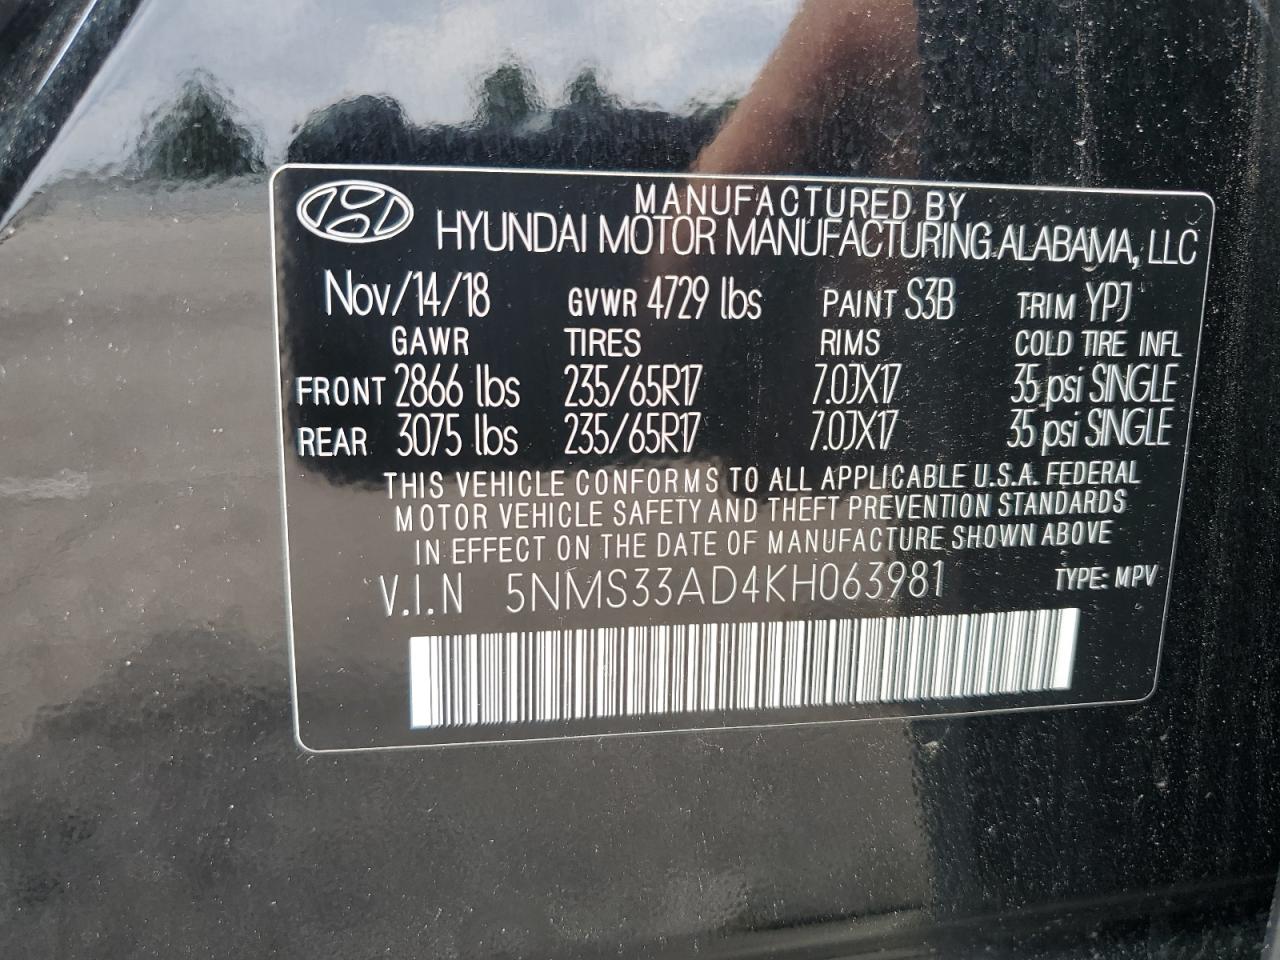 MANUFACTURED BY
HYUNDAI MOTOR MANUFACTURING ALABAMA, LLC
Nov/14/18 GVWR 4729 lbs PAINT S3B TRIM YPJ
GAWR TIRES RIMS COLD TIRE INFL
FRONT 2866 lbs 235/65R17 7.0JX17 35 psi SINGLE
REAR 3075 lbs 235/65R17 7.0JX17 35 psi SINGLE
THIS VEHICLE CONFORMS TO ALL APPLICABLE U.S.A. FEDERAL
MOTOR VEHICLE SAFETY AND THEFT PREVENTION STANDARDS
IN EFFECT ON THE DATE OF MANUFACTURE SHOWN ABOVE
V.I.N 5NMS33AD4KH063981 TYPE: MPV